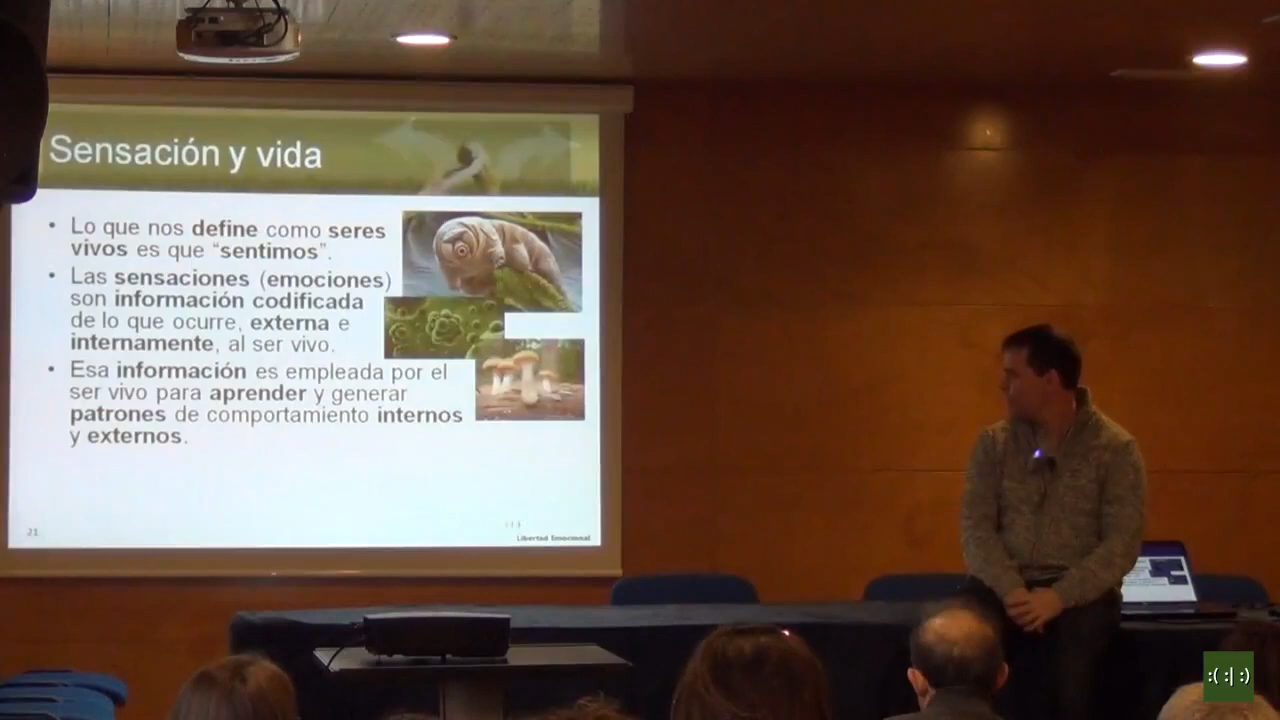 Sensación y vida
• Lo que nos define como seres
vivos es que “sentimos”.
• Las sensaciones (emociones)
son información codificada
de lo que ocurre, externa e
internamente, al ser vivo.
• Esa información es empleada por el
ser vivo para aprender y generar
patrones de comportamiento internos
y externos.
21
Libertad Emocional
:( :| :)